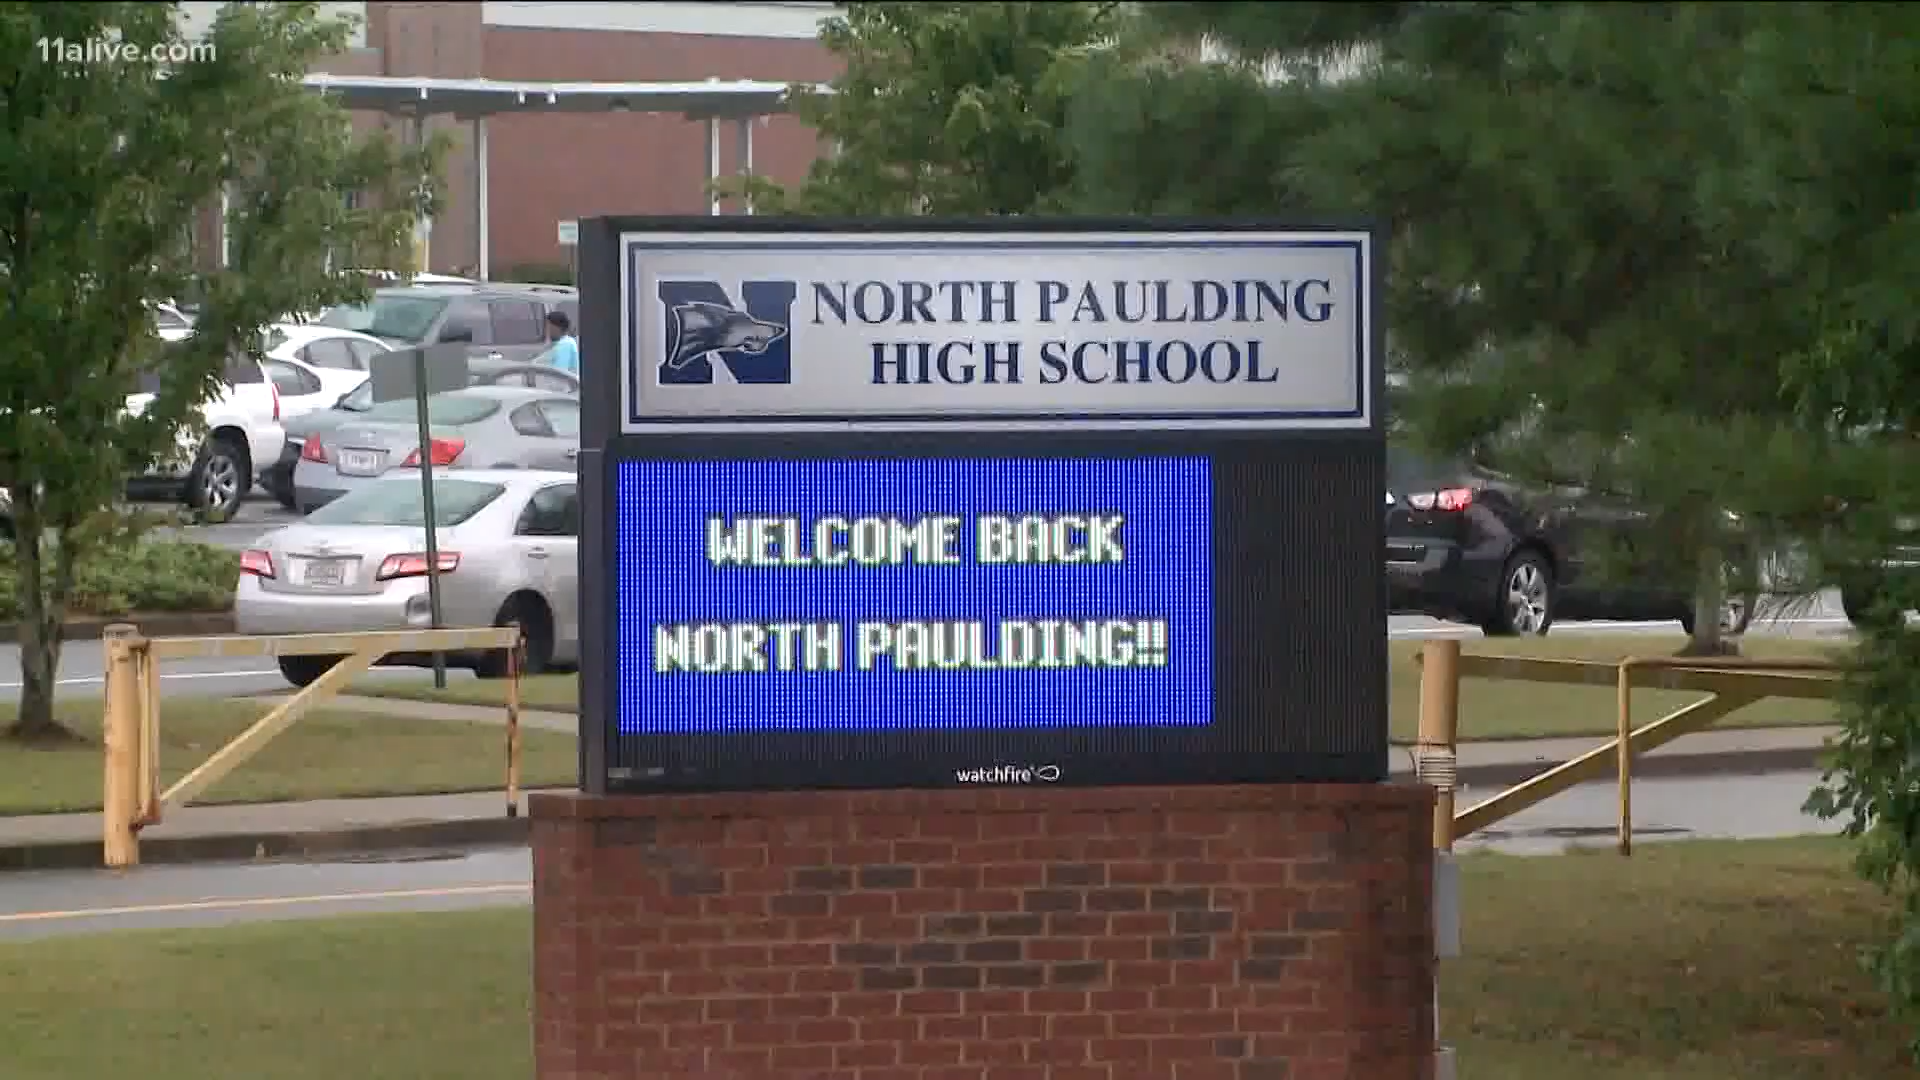 11alive.com
N NORTH PAULDING
HIGH SCHOOL
WELCOME BACK
NORTH PAULDING!!
watchfire